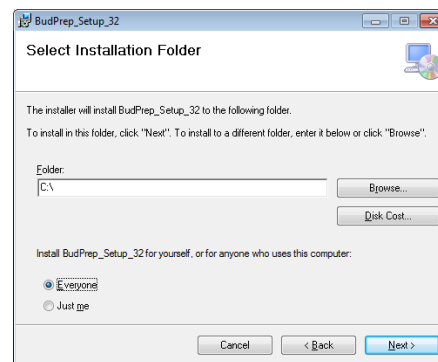 BudPrep_Setup_32
Select Installation Folder
The installer will install BudPrep_Setup_32 to the following folder.
To install in this folder, click "Next". To install to a different folder, enter it below or click "Browse".
Folder:
C:\
Browse...
Disk Cost...
Install BudPrep_Setup_32 for yourself, or for anyone who uses this computer:
Everyone
Just me
Cancel
< Back
Next >